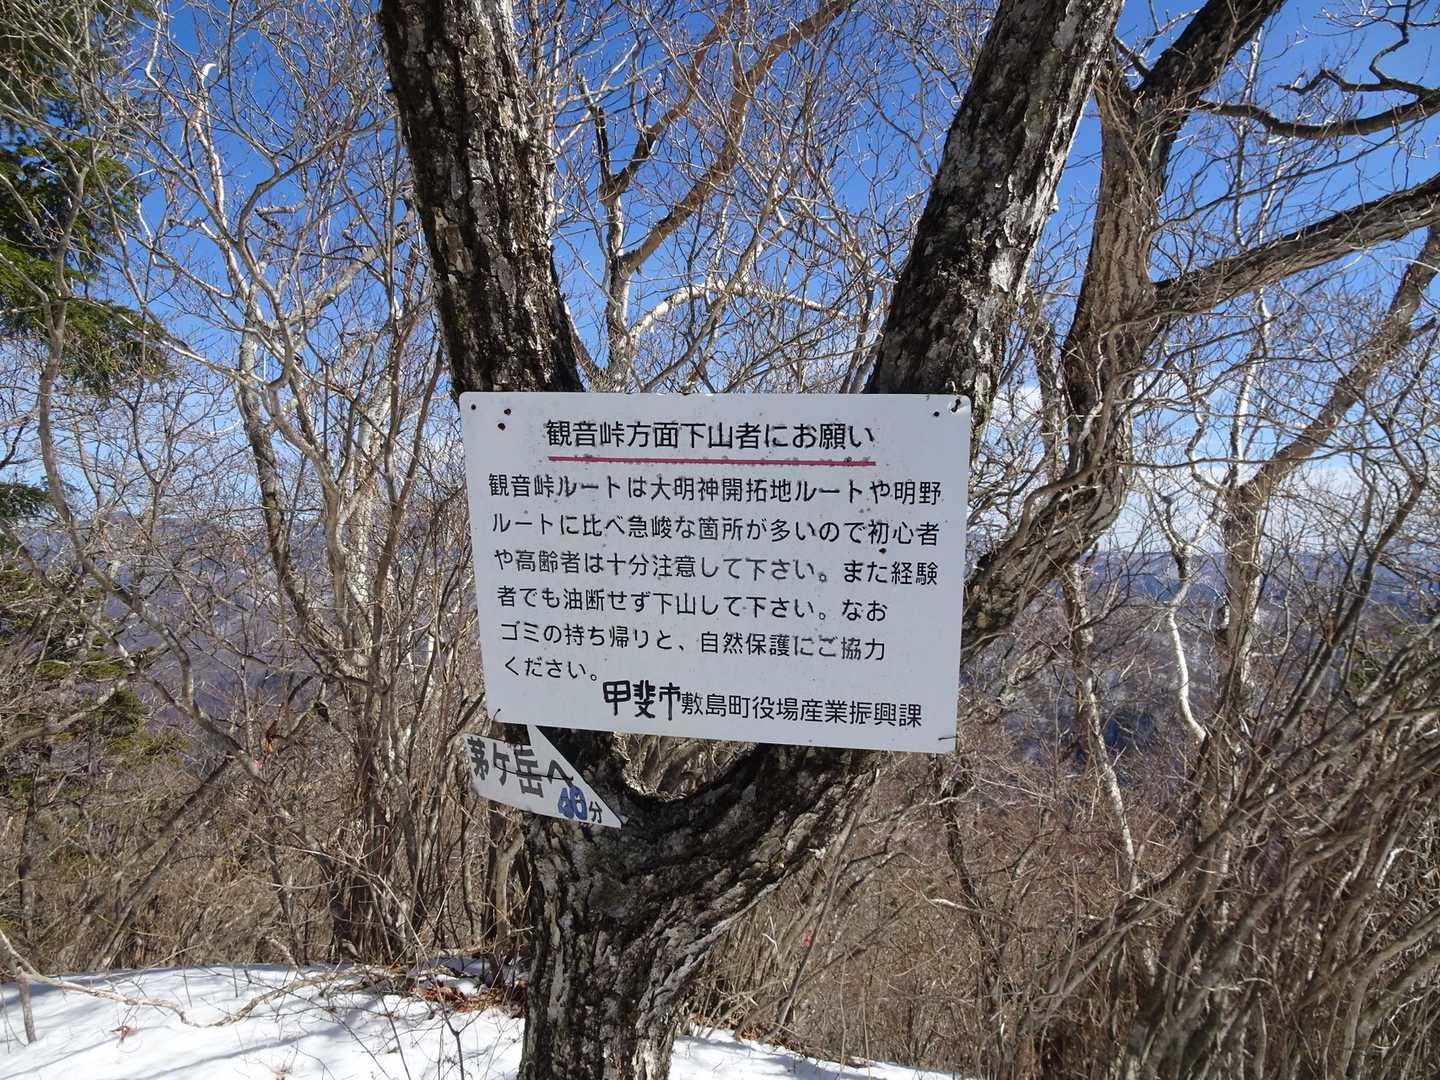 観音峠方面下山者にお願い
観音峠ルートは大明神開拓地ルートや明野
ルートに比べ急峻な箇所が多いので初心者
や高齢者は十分注意して下さい。また経験
者でも油断せず下山して下さい。なお
ゴミの持ち帰りと、自然保護にご協力
ください。
甲斐市敷島町役場産業振興課
茅ケ岳へ
分